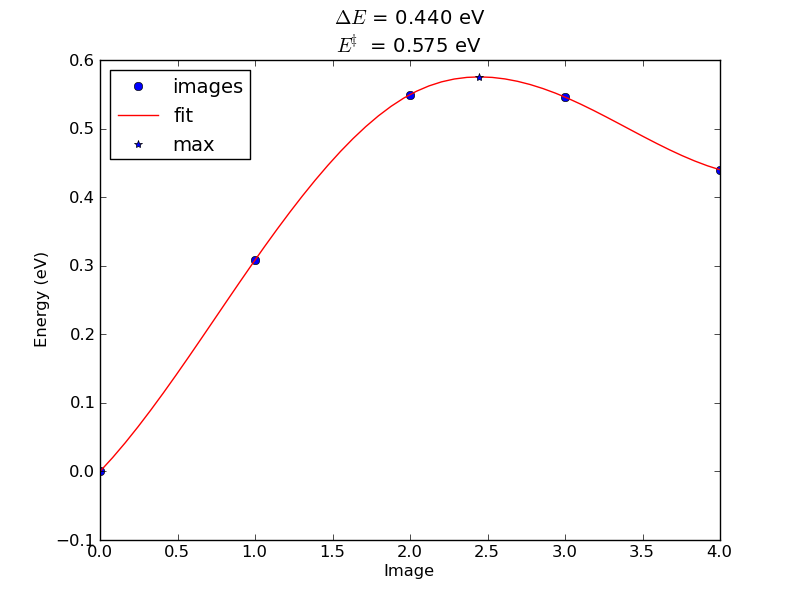 ΔE = 0.440 eV
E‡ = 0.575 eV
images
fit
max
0.6
0.5
0.4
0.3
0.2
0.1
0.0
−0.1
Energy (eV)
0.0 0.5 1.0 1.5 2.0 2.5 3.0 3.5 4.0
Image